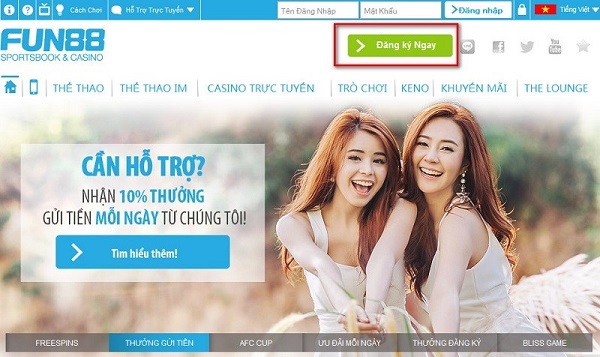 Cách Chơi
Hỗ Trợ Trực Tuyến
Tên Đăng Nhập
Mật Khẩu
Đăng nhập
Tiếng Việt
FUN88
SPORTSBOOK & CASINO
Đăng ký Ngay
THỂ THAO
THỂ THAO IM
CASINO TRỰC TUYẾN
TRÒ CHƠI
KENO
KHUYẾN MÃI
THE LOUNGE
CẦN HỖ TRỢ?
NHẬN 10% THƯỞNG
GỬI TIỀN MỖI NGÀY TỪ CHÚNG TÔI!
Tìm hiểu thêm!
FREESPINS
THƯỞNG GỬI TIỀN
AFC CUP
ƯU ĐÃI MỖI NGÀY
THƯỞNG ĐĂNG KÝ
BLISS GAME